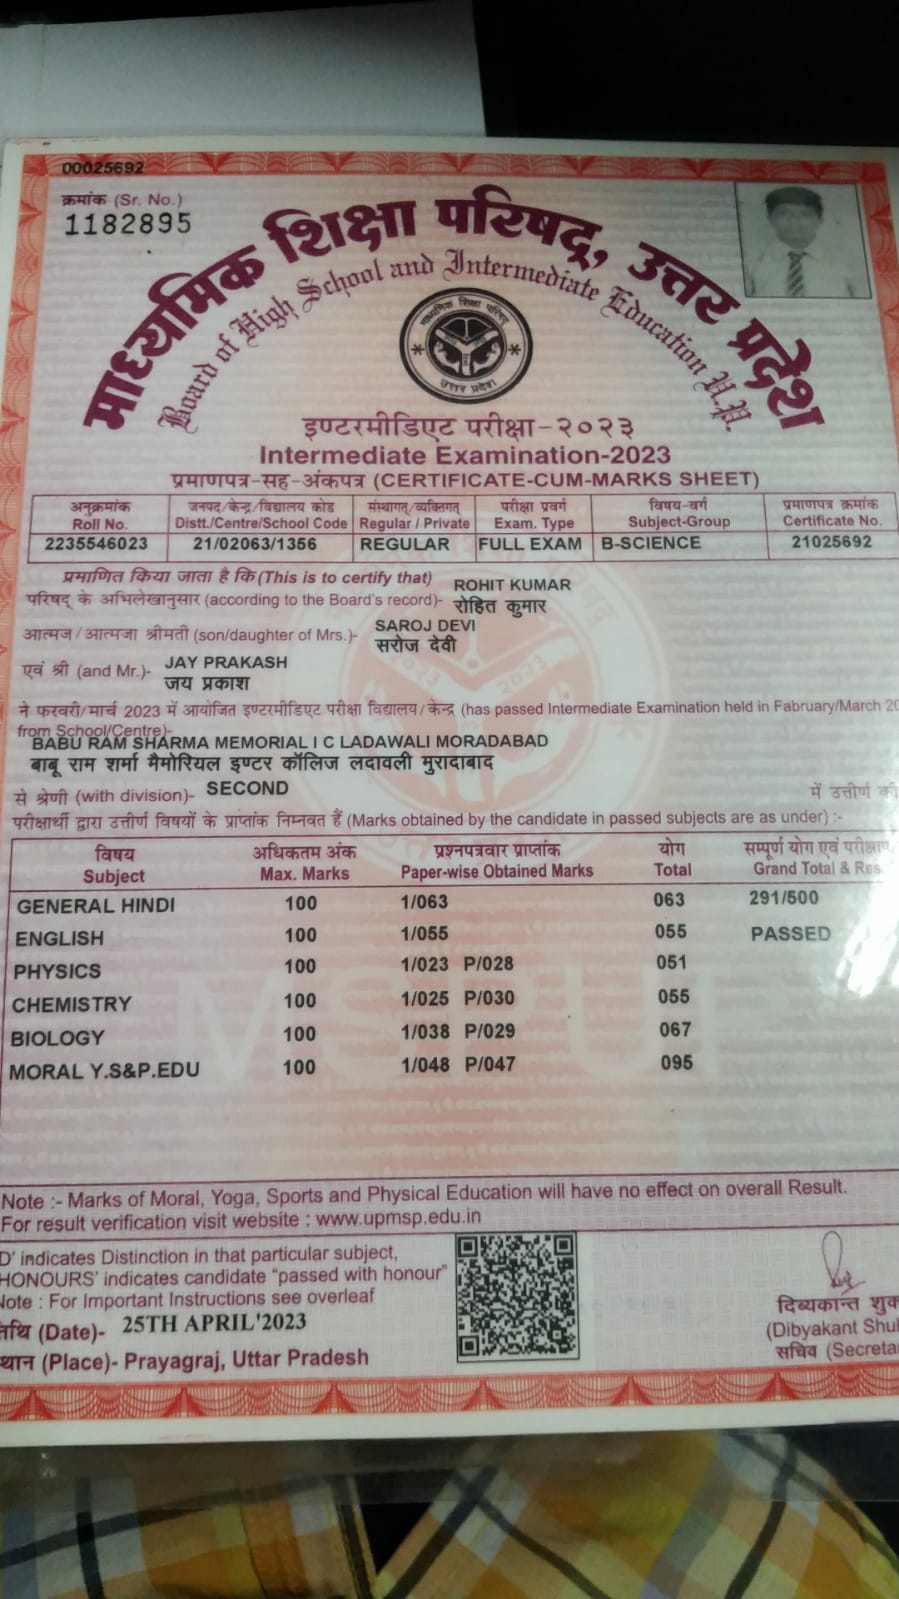 00025692
क्रमांक (Sr. No.)
1182895
माध्यमिक शिक्षा परिषद्, उत्तर प्रदेश
Board of High School and Intermediate Education U.P.
माध्यमिक शिक्षा परिषद्
उत्तर प्रदेश
इण्टरमीडिएट परीक्षा-२०२३
Intermediate Examination-2023
प्रमाणपत्र-सह-अंकपत्र (CERTIFICATE-CUM-MARKS SHEET)
अनुक्रमांक जनपद/केन्द्र/विद्यालय कोड संस्थागत्/व्यक्तिगत् परीक्षा प्रवर्ग विषय-वर्ग प्रमाणपत्र क्रमांक
Roll No. Distt./Centre/School Code Regular / Private Exam. Type Subject-Group Certificate No.
2235546023 21/02063/1356 REGULAR FULL EXAM B-SCIENCE 21025692
प्रमाणित किया जाता है कि (This is to certify that) ROHIT KUMAR
परिषद् के अभिलेखानुसार (according to the Board's record)- रोहित कुमार
SAROJ DEVI
आत्मज/आत्मजा श्रीमती (son/daughter of Mrs.)- सरोज देवी
एवं श्री (and Mr.)- JAY PRAKASH
जय प्रकाश
ने फरवरी/मार्च 2023 में आयोजित इण्टरमीडिएट परीक्षा विद्यालय/केन्द्र (has passed Intermediate Examination held in Fabruary/March 20
from School/Centre)-
BABU RAM SHARMA MEMORIAL I C LADAWALI MORADABAD
बाबू राम शर्मा मैमोरियल इण्टर कॉलिज लदावली मुरादाबाद
से श्रेणी (with division)- SECOND में उत्तीर्ण की
परीक्षार्थी द्वारा उत्तीर्ण विषयों के प्राप्तांक निम्नवत हैं (Marks obtained by the candidate in passed subjects are as under) :-
विषय अधिकतम अंक प्रश्नपत्रवार प्राप्तांक योग सम्पूर्ण योग एवं परीक्षा
Subject Max. Marks Paper-wise Obtained Marks Total Grand Total & Res
GENERAL HINDI 100 1/063 063 291/500
ENGLISH 100 1/055 055 PASSED
PHYSICS 100 1/023 P/028 051
CHEMISTRY 100 1/025 P/030 055
BIOLOGY 100 1/038 P/029 067
MORAL Y.S&P.EDU 100 1/048 P/047 095
Note :- Marks of Moral, Yoga, Sports and Physical Education will have no effect on overall Result.
For result verification visit website : www.upmsp.edu.in
D' indicates Distinction in that particular subject,
HONOURS' indicates candidate "passed with honour"
Note : For Important Instructions see overleaf
तिथि (Date)- 25TH APRIL'2023
स्थान (Place)- Prayagraj, Uttar Pradesh
दिव्यकान्त शुक
(Dibyakant Shuk
सचिव (Secreta